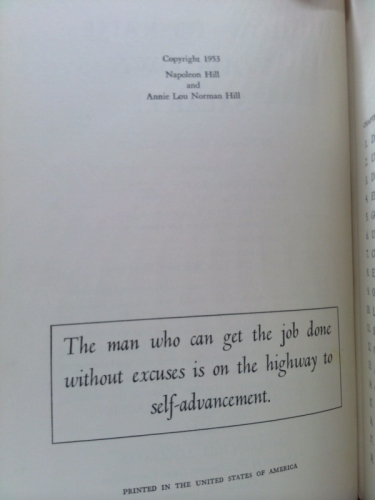 Copyright 1953
Napoleon Hill
and
Annie Lou Norman Hill
The man who can get the job done
without excuses is on the highway to
self-advancement.
PRINTED IN THE UNITED STATES OF AMERICA